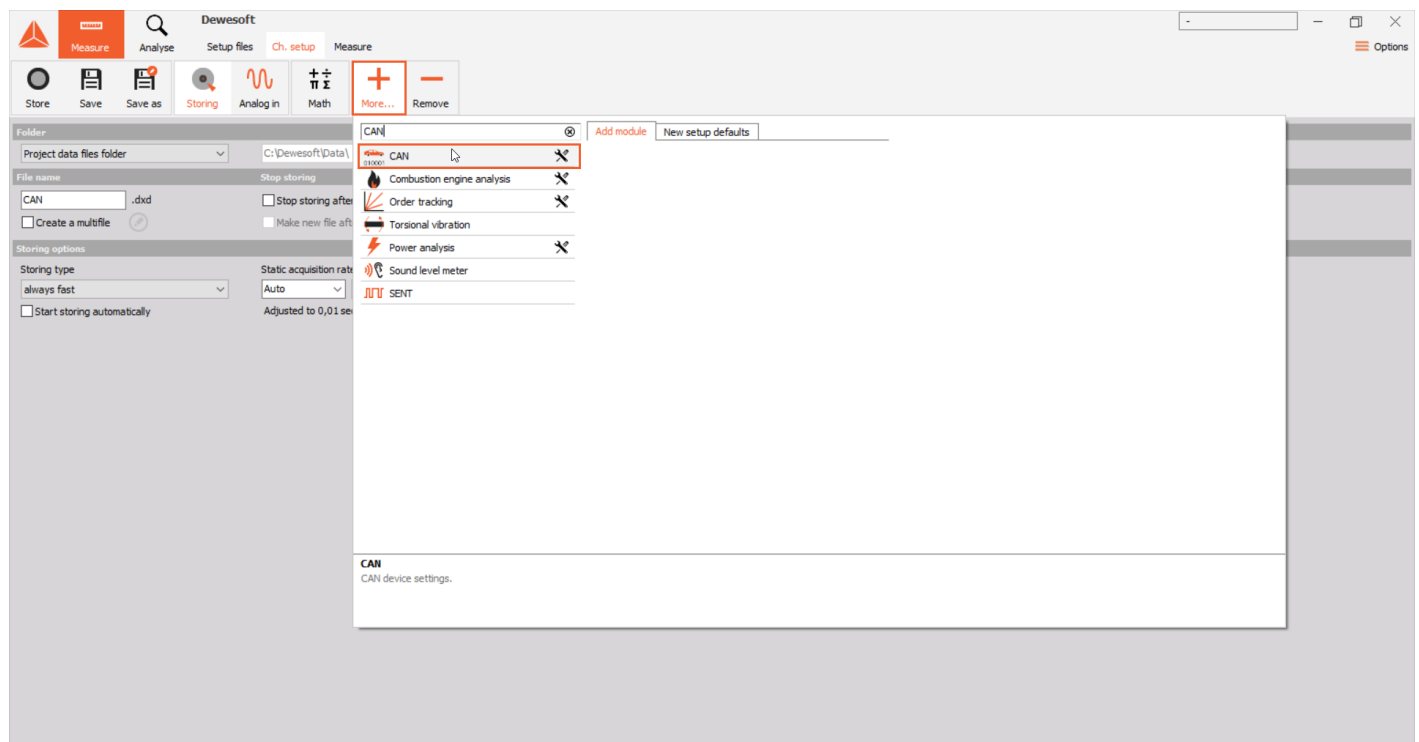 Dewesoft
-
Measure
Analyse
Setup files
Ch. setup
Measure
Options
Store
Save
Save as
Storing
Analog in
Math
More...
Remove
Folder
Project data files folder
C:\Dewesoft\Data\
File name
Stop storing
CAN
.dxd
Stop storing after
Create a multifile
Make new file aft
Storing options
Storing type
Static acquisition rate
always fast
Auto
Start storing automatically
Adjusted to 0,01 se
CAN
Add module
New setup defaults
010001
CAN
Combustion engine analysis
Order tracking
Torsional vibration
Power analysis
Sound level meter
SENT
CAN
CAN device settings.